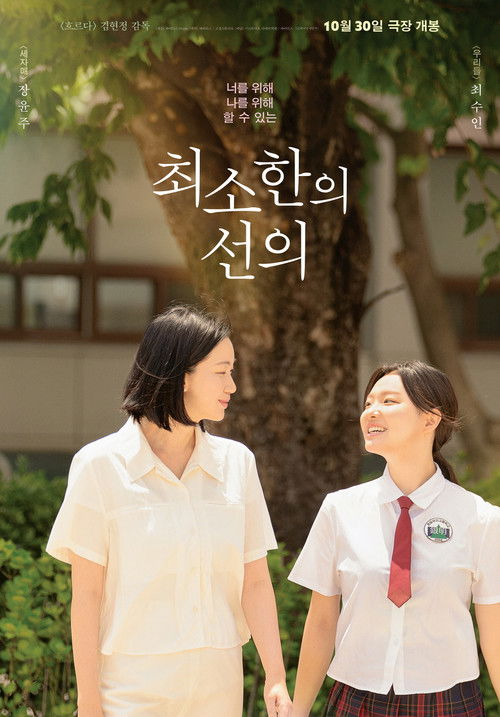 〈흐르다〉 김현정 감독
10월 30일 극장 개봉
〈세자매〉 장윤주
〈우리들〉 최수인
너를 위해
나를 위해
할 수 있는
최소한의
선의